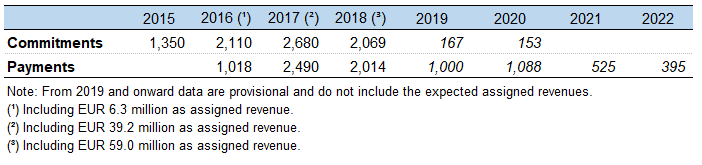 2015 2016 (¹) 2017 (²) 2018 (³) 2019 2020 2021 2022
Commitments 1,350 2,110 2,680 2,069 167 153
Payments 1,018 2,490 2,014 1,000 1,088 525 395
Note: From 2019 and onward data are provisional and do not include the expected assigned revenues.
(¹) Including EUR 6.3 million as assigned revenue.
(²) Including EUR 39.2 million as assigned revenue.
(³) Including EUR 59.0 million as assigned revenue.